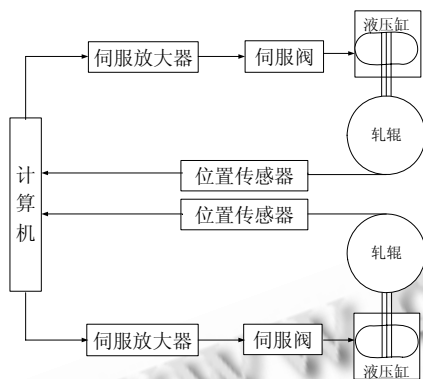 液压缸
伺服放大器
伺服阀
轧辊
计算机
位置传感器
位置传感器
轧辊
伺服放大器
伺服阀
液压缸